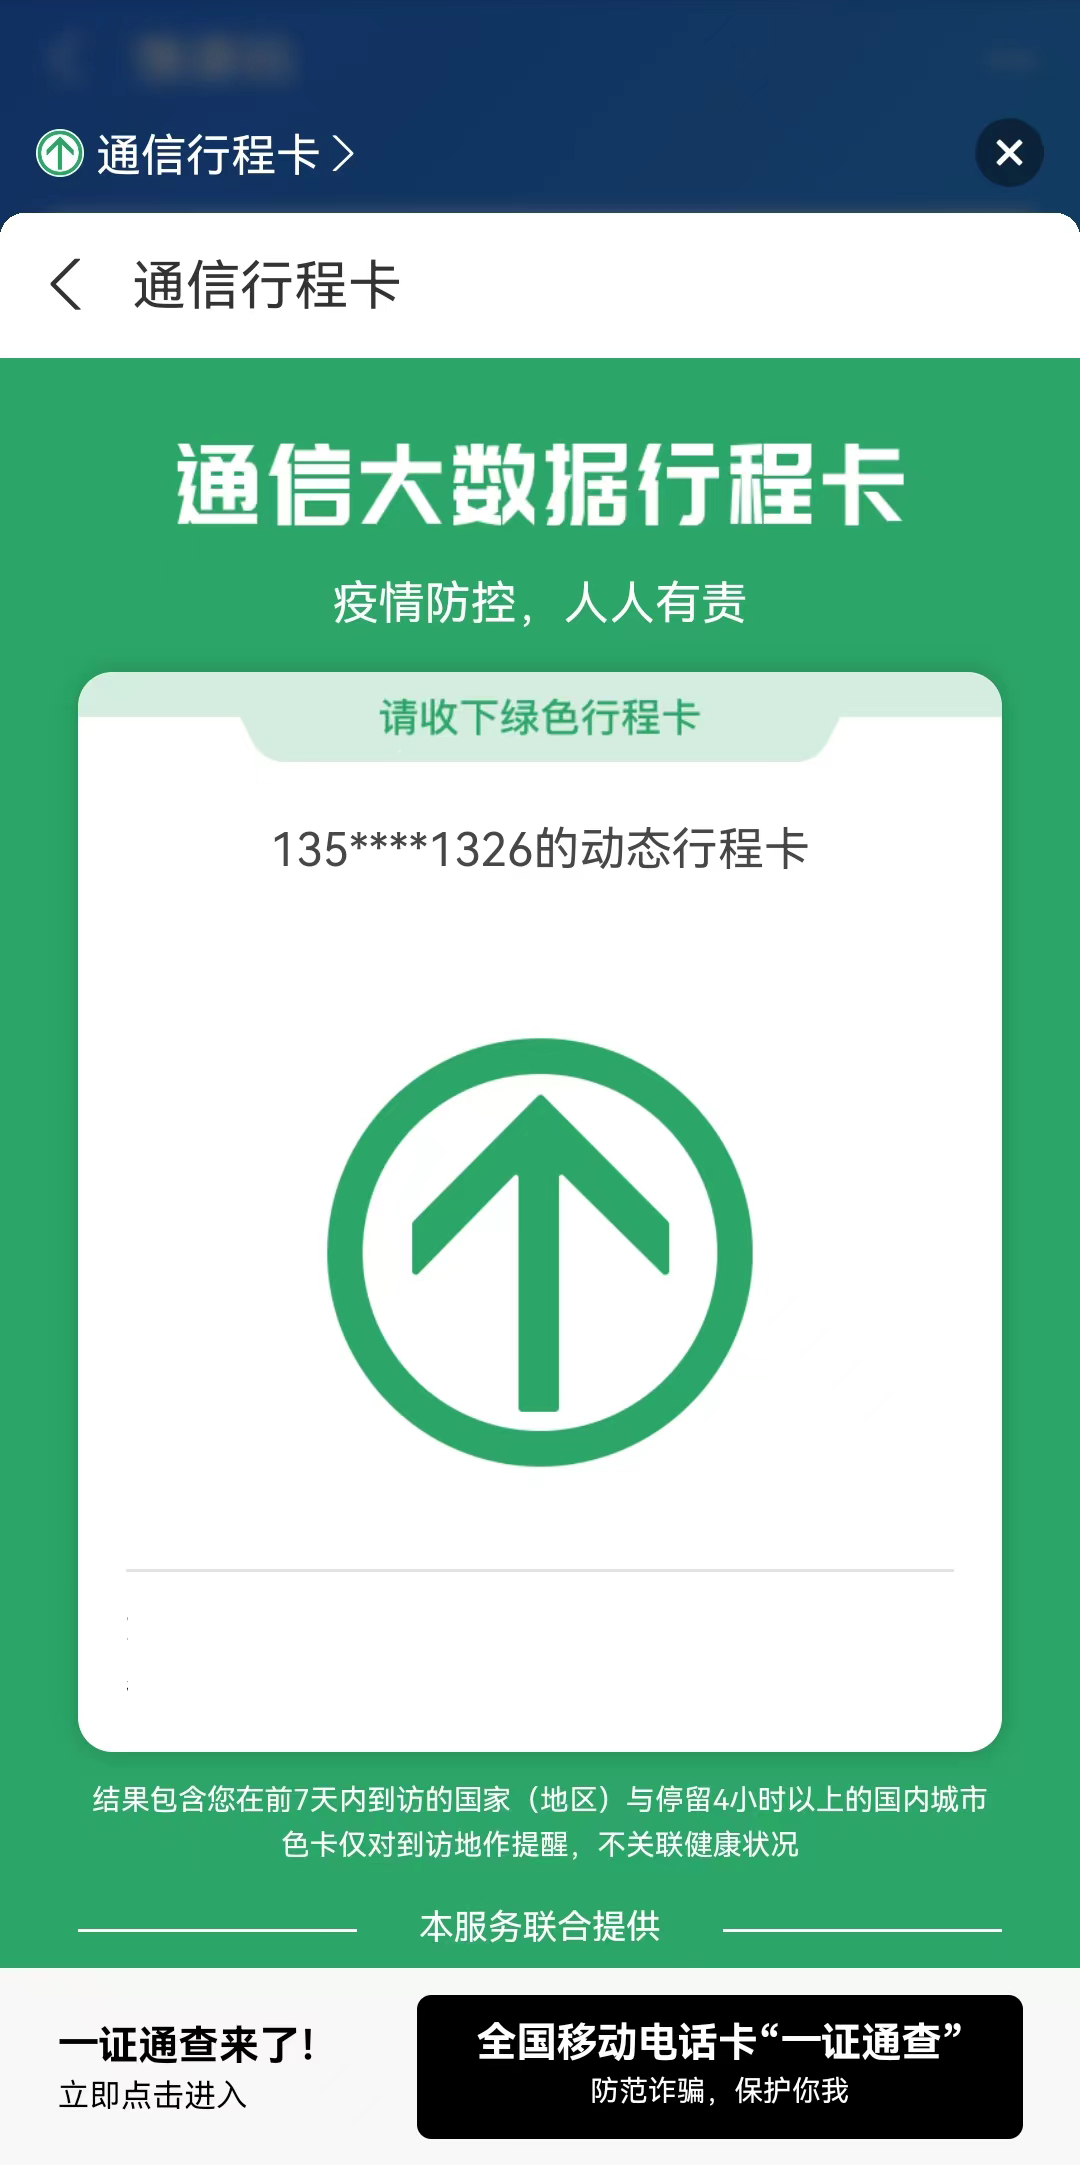 通信行程卡
通信行程卡
通信大数据行程卡
疫情防控，人人有责
请收下绿色行程卡
135****1326的动态行程卡
结果包含您在前7天内到访的国家（地区）与停留4小时以上的国内城市
色卡仅对到访地作提醒，不关联健康状况
本服务联合提供
一证通查来了！
立即点击进入
全国移动电话卡“一证通查”
防范诈骗，保护你我